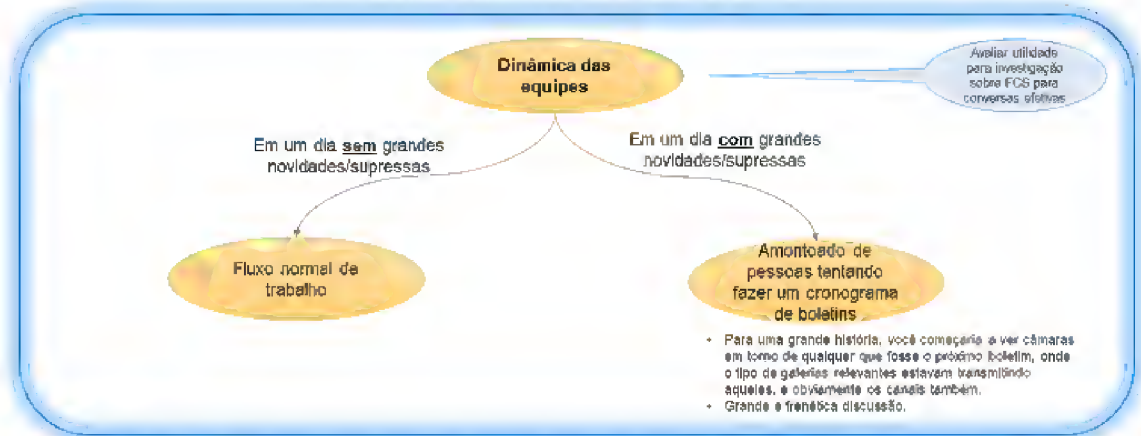 Dinâmica das
equipes
Avaliar utilidade
para investigação
sobre FCS para
conversas efetivas
Em um dia sem grandes
novidades/supressas
Em um dia com grandes
novidades/supressas
Fluxo normal de
trabalho
Amontoado de
pessoas tentando
fazer um cronograma
de boletins
• Para uma grande história, você começaria a ver câmaras
em torno de qualquer que fosse o próximo boletim, onde
o tipo de galerias relevantes estavam transmitindo
aqueles, e obviamente os canais também.
• Grande e frenética discussão.